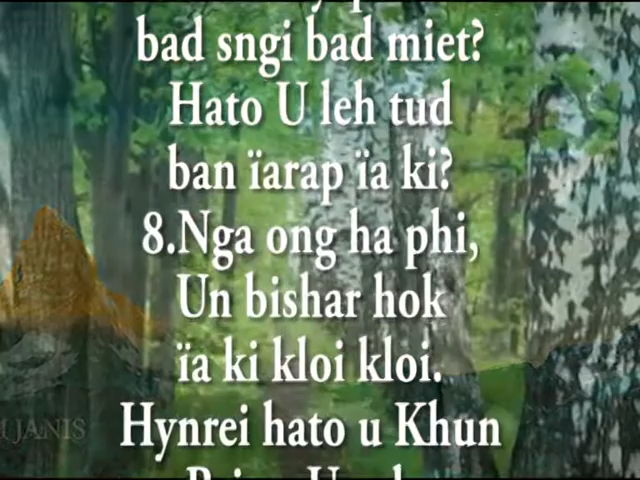 bad sngi bad miet?
Hato U leh tud
ban ïarap ïa ki?
8.Nga ong ha phi,
Un bishar hok
ïa ki kloi kloi.
Hynrei hato u Khun
JANIS